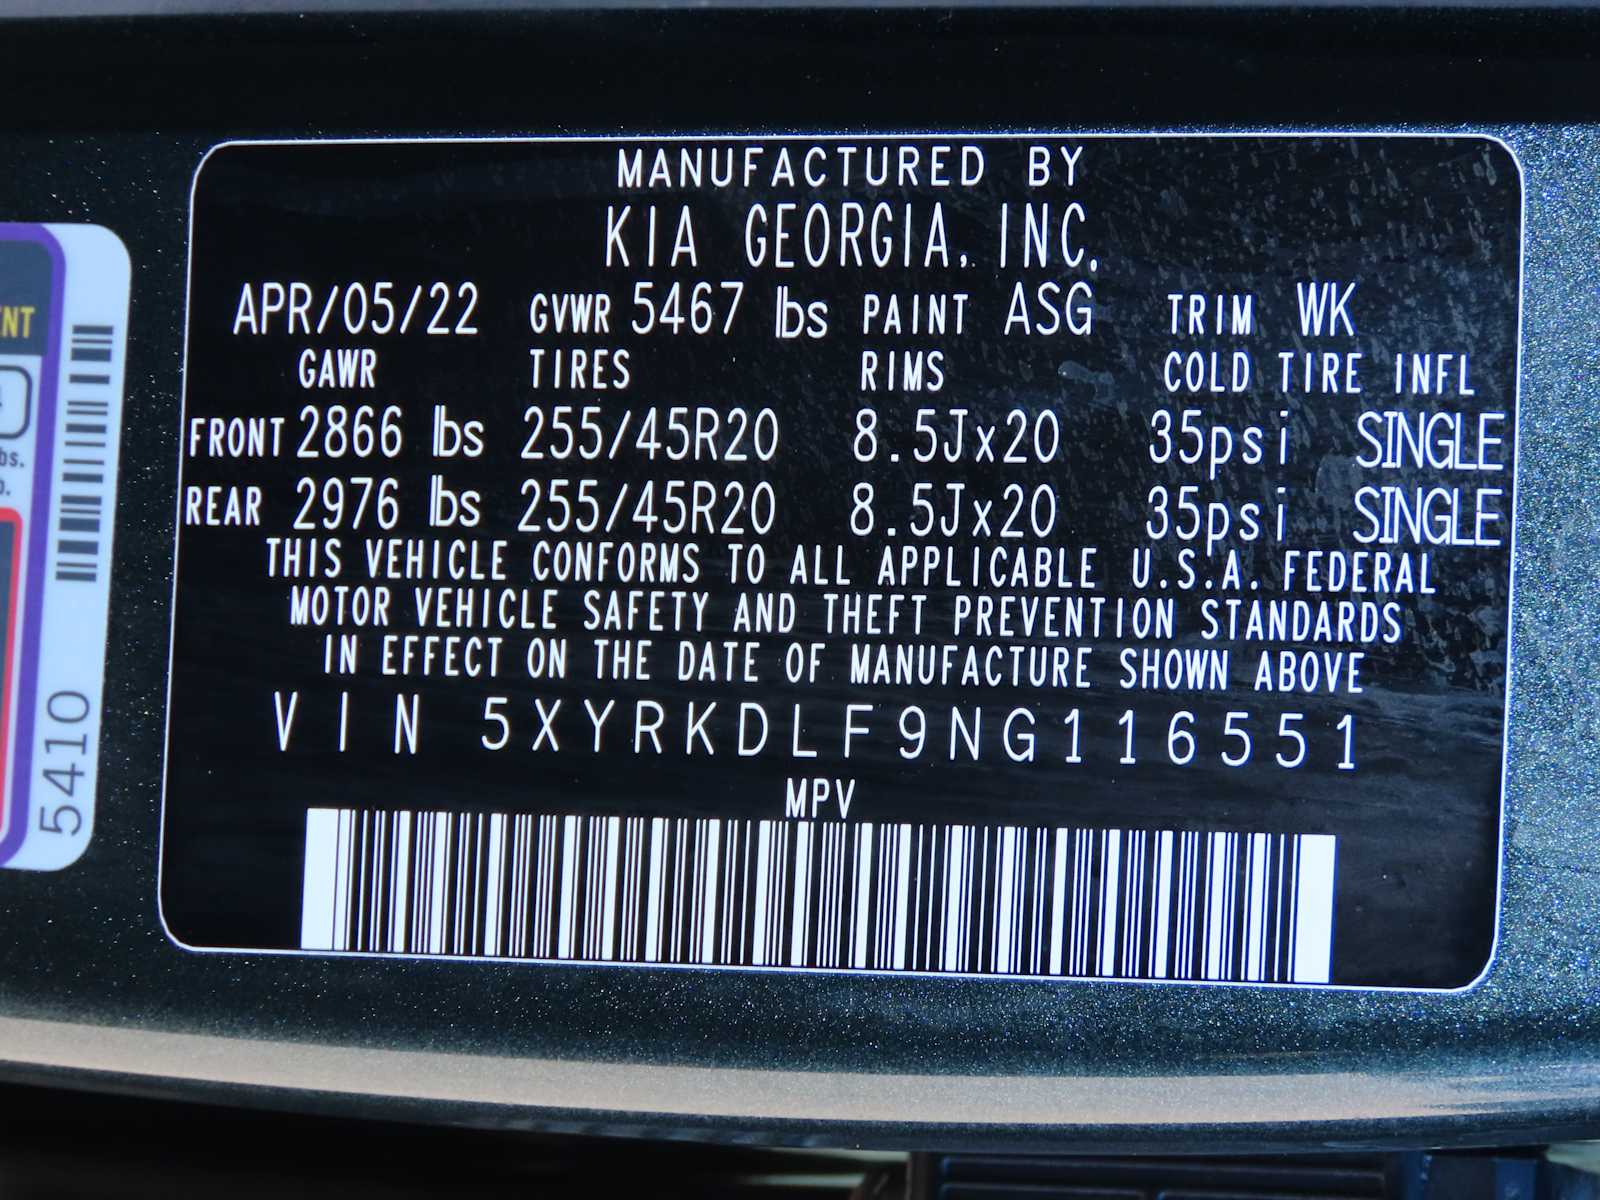 MANUFACTURED BY
KIA GEORGIA, INC.
APR/05/22 GVWR 5467 lbs PAINT ASG TRIM WK
GAWR TIRES RIMS COLD TIRE INFL
FRONT 2866 lbs 255/45R20 8.5Jx20 35psi SINGLE
REAR 2976 lbs 255/45R20 8.5Jx20 35psi SINGLE
THIS VEHICLE CONFORMS TO ALL APPLICABLE U.S.A. FEDERAL
MOTOR VEHICLE SAFETY AND THEFT PREVENTION STANDARDS
IN EFFECT ON THE DATE OF MANUFACTURE SHOWN ABOVE
VIN 5XYRKDLF9NG116551
MPV
5410